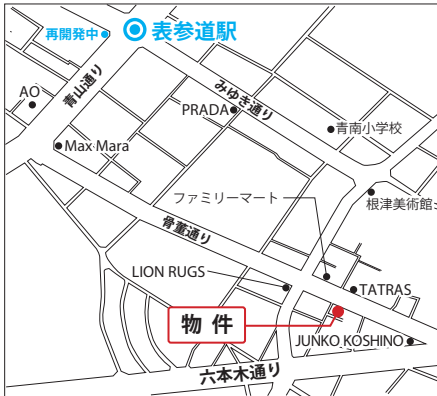 再開発中
表参道駅
青山通り
みゆき通り
AO
PRADA
青南小学校
Max Mara
ファミリーマート
根津美術館
骨董通り
LION RUGS
TATRAS
物件
JUNKO KOSHINO
六本木通り